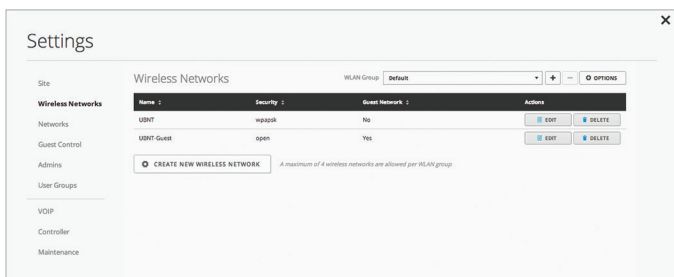 Settings
Site
Wireless Networks
Networks
Guest Control
Admins
User Groups
VOIP
Controller
Maintenance
Wireless Networks
WLAN Group Default + − OPTIONS
Name Security Guest Network Actions
UBNT wpapsk No EDIT DELETE
UBNT-Guest open Yes EDIT DELETE
CREATE NEW WIRELESS NETWORK A maximum of 4 wireless networks are allowed per WLAN group